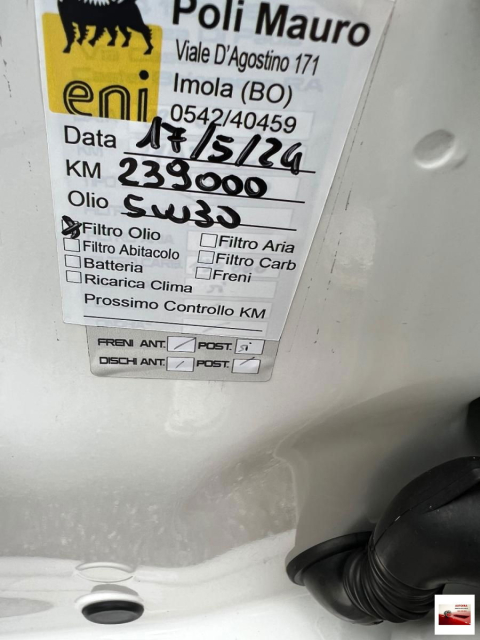 Poli Mauro
eni
Viale D'Agostino 171
Imola (BO)
0542/40459
Data 17/5/24
KM 239000
Olio 5W30
Filtro Olio
Filtro Aria
Filtro Abitacolo
Filtro Carb
Batteria
Freni
Ricarica Clima
Prossimo Controllo KM
FRENI ANT. POST. si
DISCHI ANT. POST.